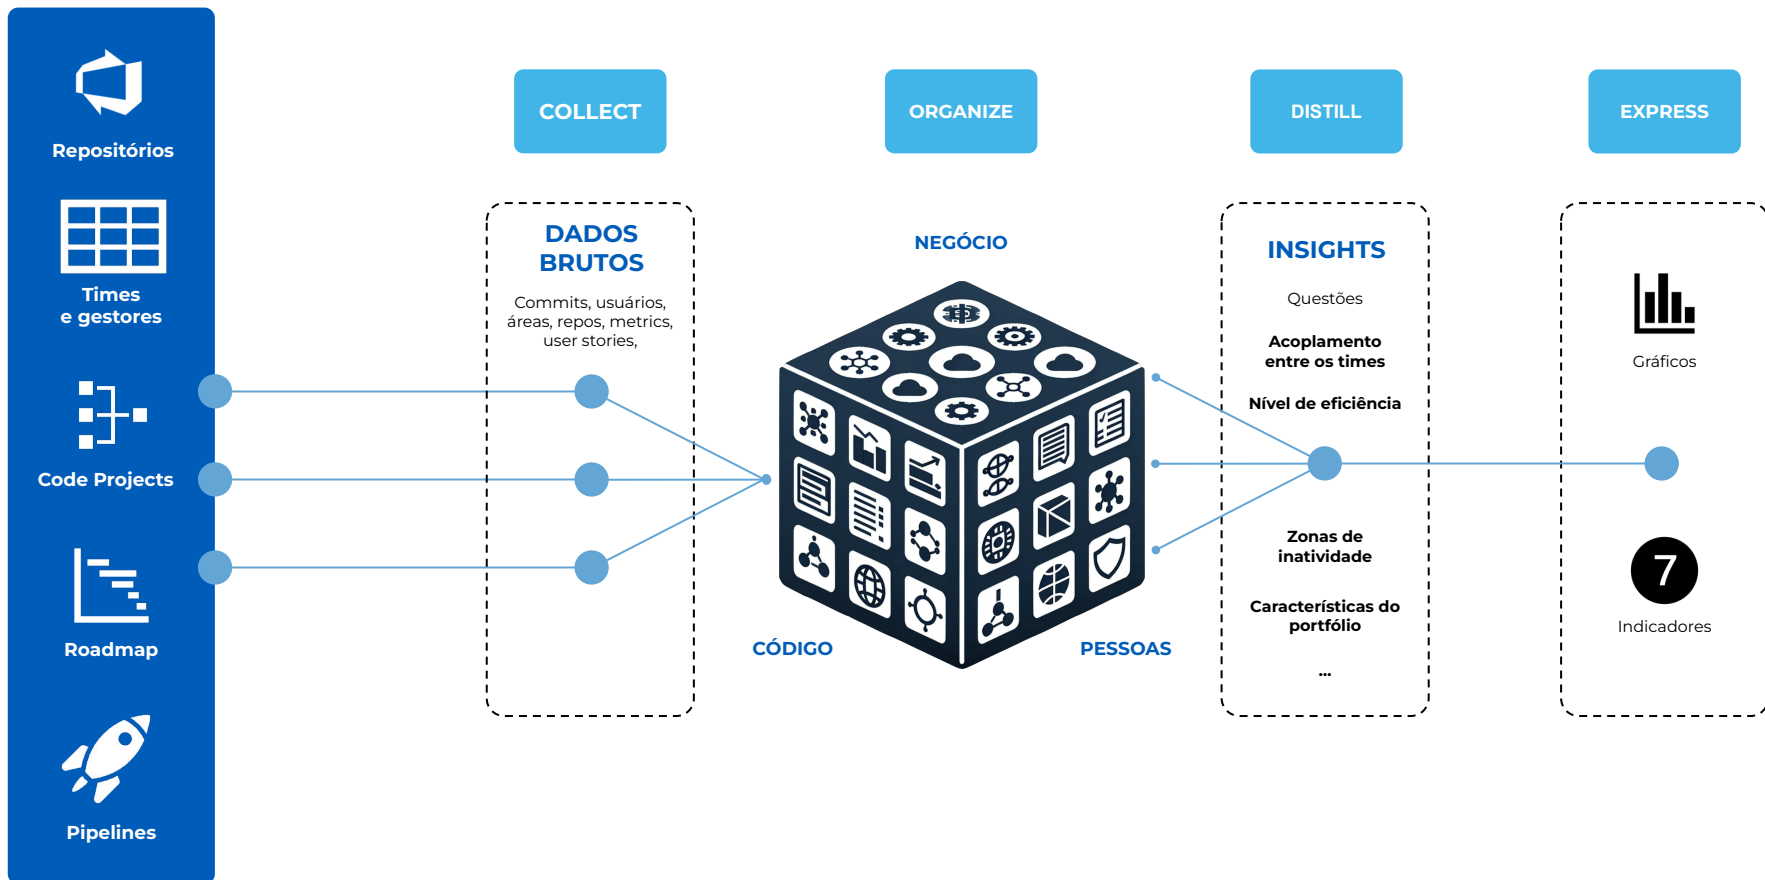 Repositórios
Times
e gestores
Code Projects
Roadmap
Pipelines
COLLECT
DADOS
BRUTOS
Commits, usuários,
áreas, repos, metrics,
user stories,
ORGANIZE
NEGÓCIO
CÓDIGO
PESSOAS
DISTILL
INSIGHTS
Questões
Acoplamento
entre os times
Nível de eficiência
Zonas de
inatividade
Características do
portfólio
...
EXPRESS
Gráficos
7
Indicadores